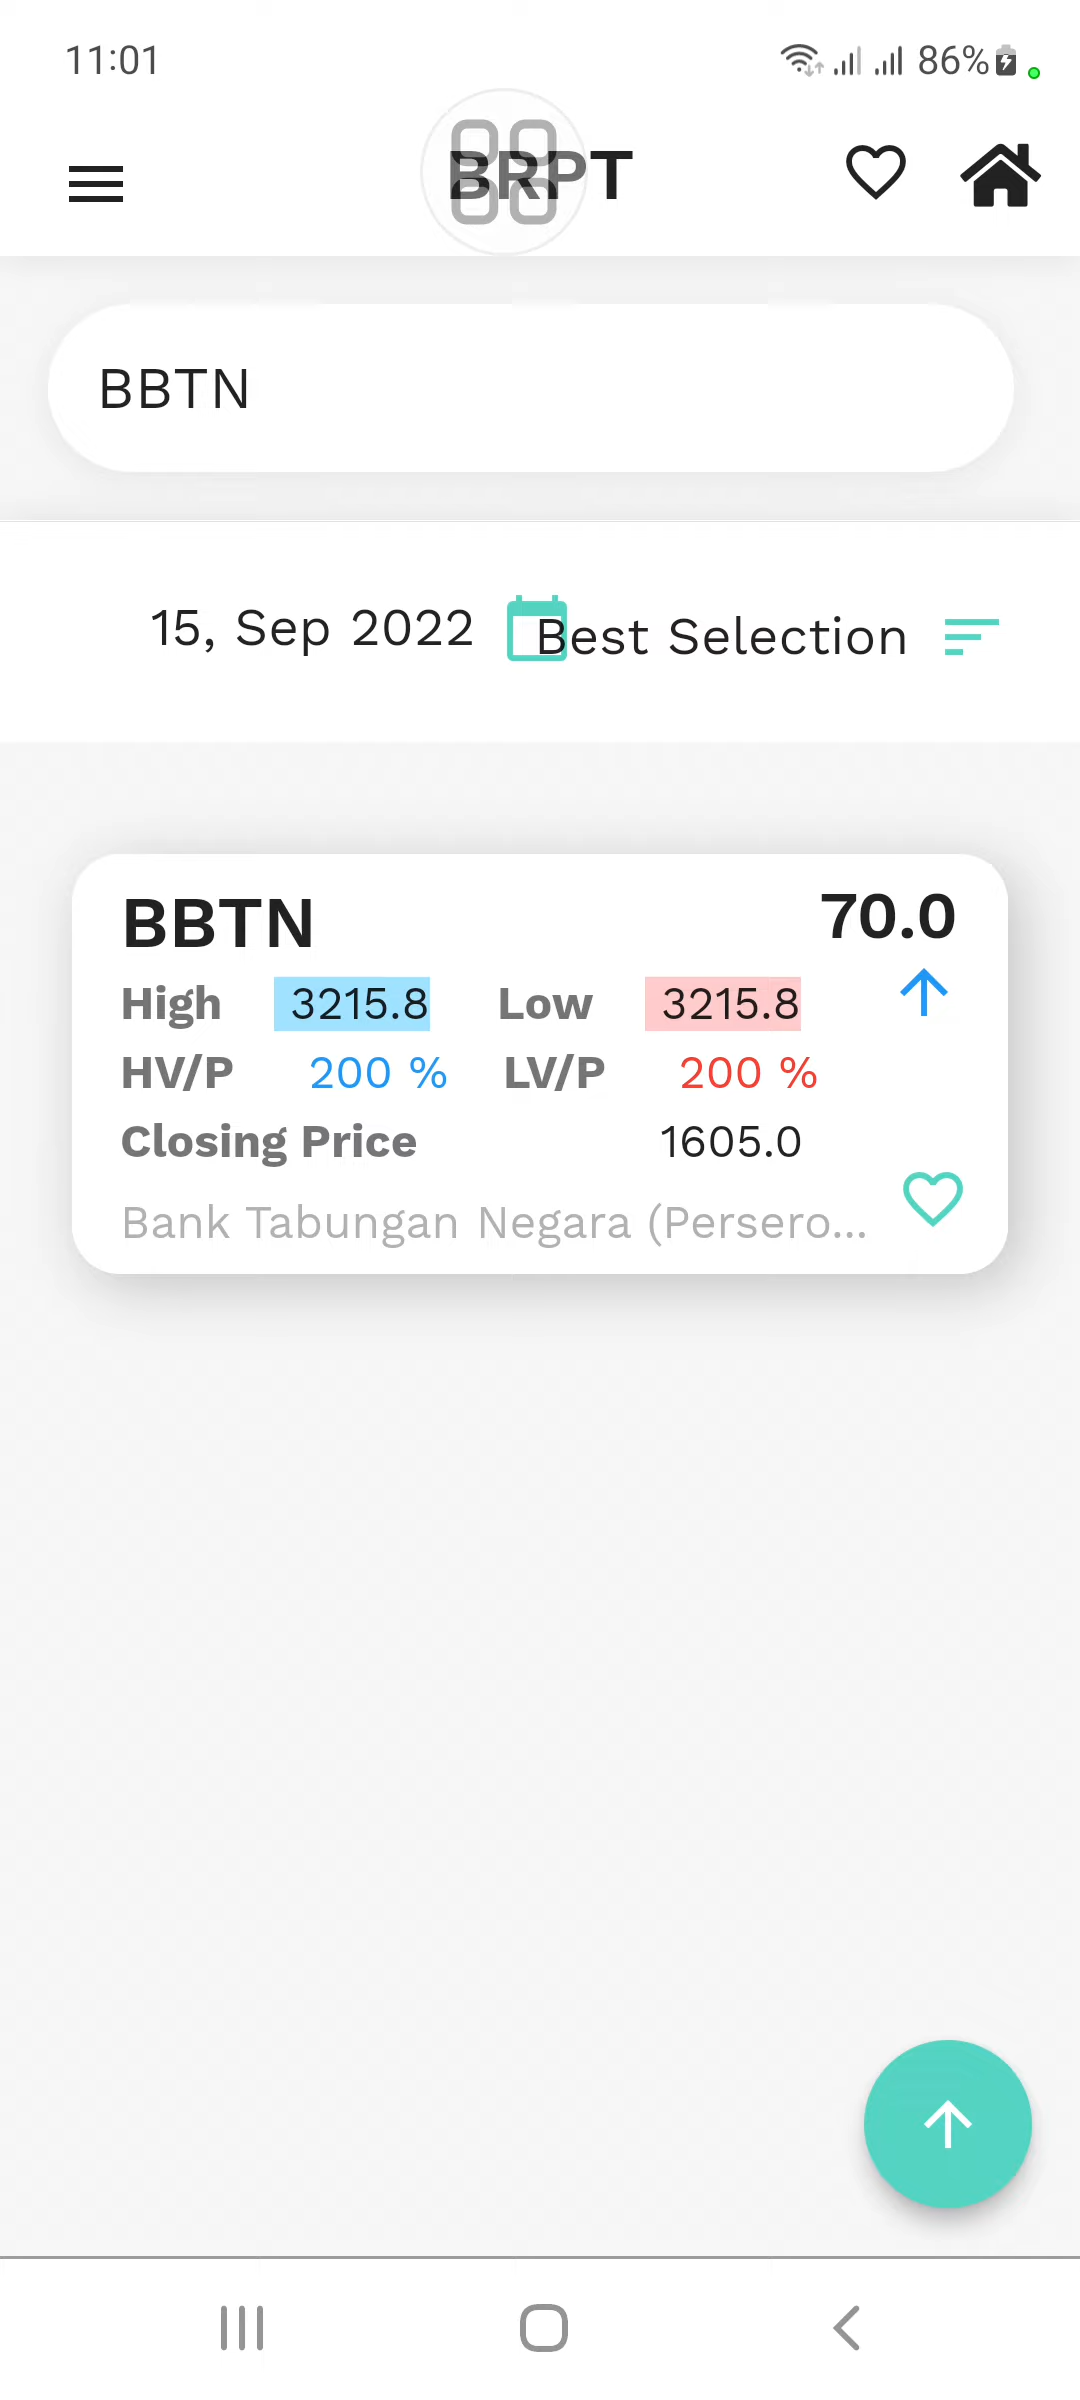 11:01 86%
BRPT
BBTN
15, Sep 2022 Best Selection
BBTN 70.0
High 3215.8 Low 3215.8
HV/P 200 % LV/P 200 %
Closing Price 1605.0
Bank Tabungan Negara (Persero...